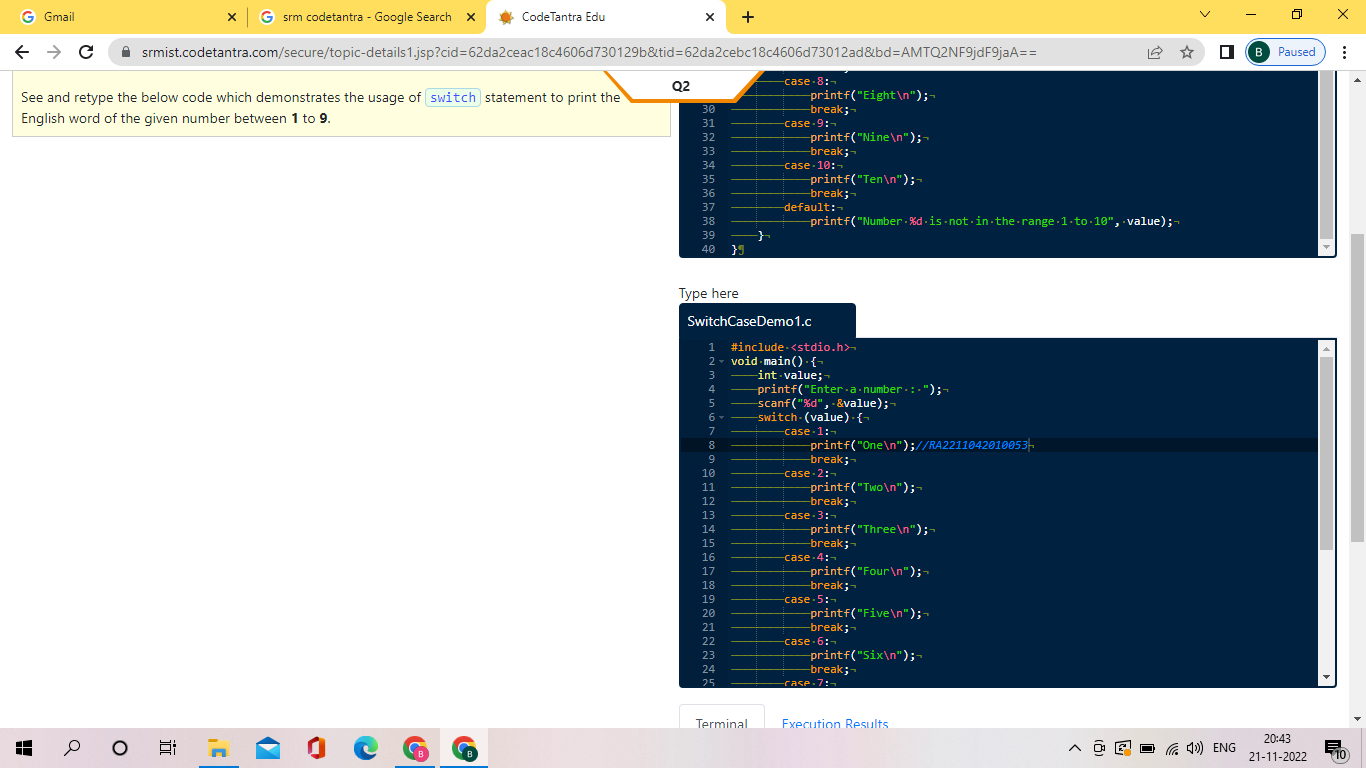 Gmail
srm codetantra - Google Search
CodeTantra Edu
srmist.codetantra.com/secure/topic-details1.jsp?cid=62da2ceac18c4606d730129b&tid=62da2cebc18c4606d73012ad&bd=AMTQ2NF9jdF9jaA==
B Paused
Q2
See and retype the below code which demonstrates the usage of switch statement to print the
English word of the given number between 1 to 9.
case 8:
printf("Eight\n");
30 break;
31 case 9:
32 printf("Nine\n");
33 break;
34 case 10:
35 printf("Ten\n");
36 break;
37 default:
38 printf("Number %d is not in the range 1 to 10", value);
39 }
40 }
Type here
SwitchCaseDemo1.c
1 #include <stdio.h>
2 void main() {
3 int value;
4 printf("Enter a number : ");
5 scanf("%d", &value);
6 switch (value) {
7 case 1:
8 printf("One\n");//RA2211042010053
9 break;
10 case 2:
11 printf("Two\n");
12 break;
13 case 3:
14 printf("Three\n");
15 break;
16 case 4:
17 printf("Four\n");
18 break;
19 case 5:
20 printf("Five\n");
21 break;
22 case 6:
23 printf("Six\n");
24 break;
25 case 7:
Terminal
Execution Results
B
B
ENG
20:43
21-11-2022
10